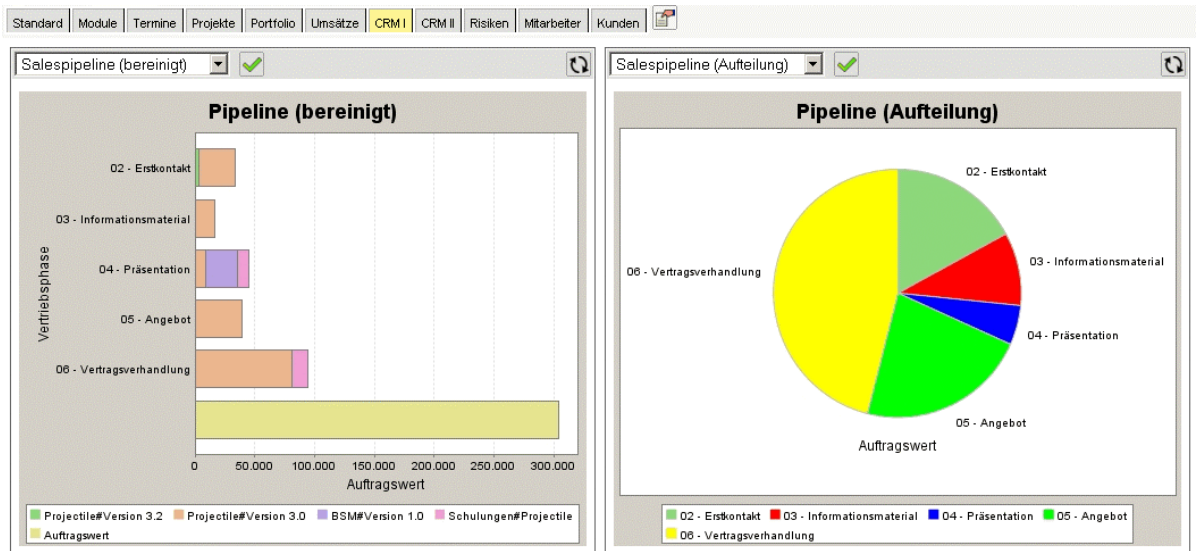 Standard Module Termine Projekte Portfolio Umsätze CRM I CRM II Risiken Mitarbeiter Kunden
Salespipeline (bereinigt)
Pipeline (bereinigt)
Vertriebsphase
02 - Erstkontakt
03 - Informationsmaterial
04 - Präsentation
05 - Angebot
06 - Vertragsverhandlung
0 50.000 100.000 150.000 200.000 250.000 300.000
Auftragswert
Projectile#Version 3.2 Projectile#Version 3.0 BSM#Version 1.0 Schulungen#Projectile
Auftragswert
Salespipeline (Aufteilung)
Pipeline (Aufteilung)
02 - Erstkontakt
03 - Informationsmaterial
06 - Vertragsverhandlung
04 - Präsentation
05 - Angebot
Auftragswert
02 - Erstkontakt 03 - Informationsmaterial 04 - Präsentation 05 - Angebot
06 - Vertragsverhandlung